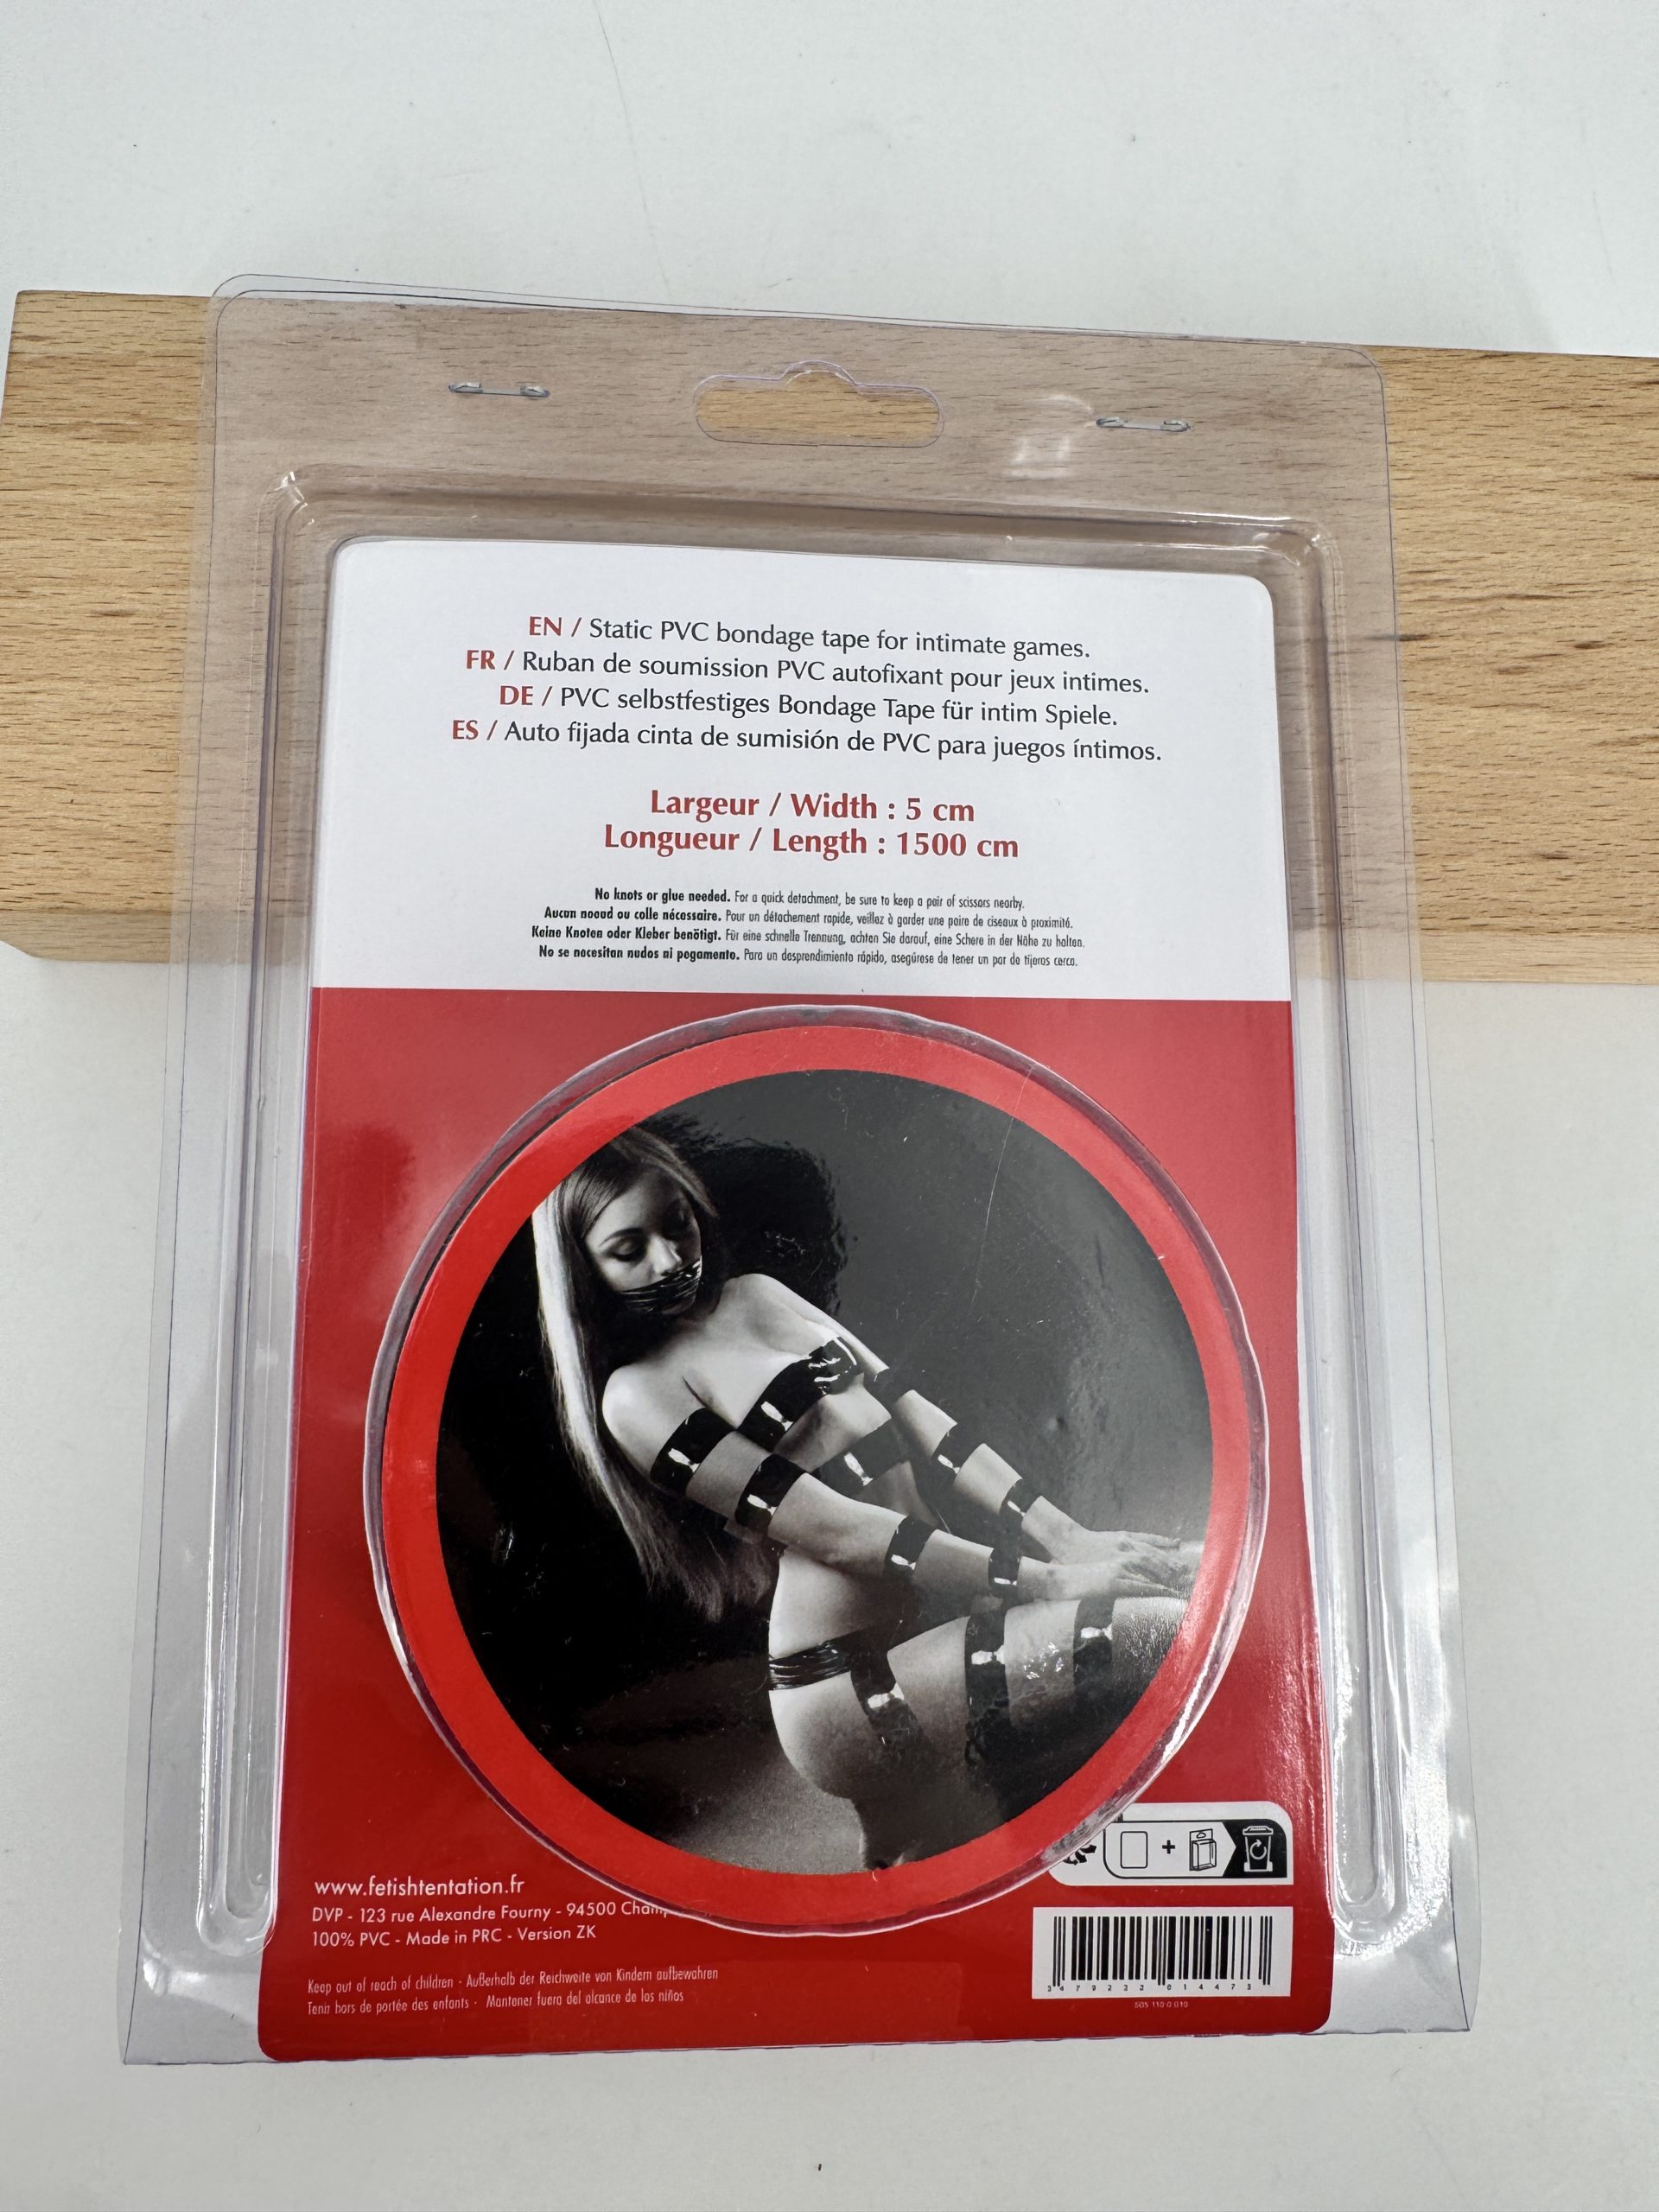 EN / Static PVC bondage tape for intimate games.
FR / Ruban de soumission PVC autofixant pour jeux intimes.
DE / PVC selbstfestiges Bondage Tape für intim Spiele.
ES / Auto fijada cinta de sumisión de PVC para juegos íntimos.
Largeur / Width : 5 cm
Longueur / Length : 1500 cm
No knots or glue needed. For a quick detachment, be sure to keep a pair of scissors nearby.
Aucun noeud ou colle nécessaire. Pour un détachement rapide, veillez à garder une paire de ciseaux à proximité.
Keine Knoten oder Kleber benötigt. Für eine schnelle Trennung, achten Sie darauf, eine Schere in der Nähe zu halten.
No se necesitan nudos ni pegamento. Para un desprendimiento rápido, asegúrese de tener un par de tijeras cerca.
www.fetishtentation.fr
DVP - 123 rue Alexandre Fourny - 94500
100% PVC - Made in PRC - Version ZK
Keep out of reach of children - Außerhalb der Reichweite von Kindern aufbewahren
Tenir hors de portée des enfants - Mantener fuera del alcance de los niños
+
3 479222 614473